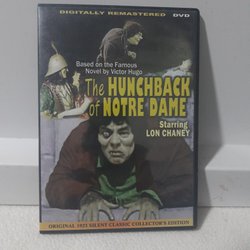 DIGITALLY REMASTERED DVD
Based on the Famous
Novel by Victor Hugo
The HUNCHBACK
of NOTRE DAME
Starring
LON CHANEY
ORIGINAL 1923 SILENT CLASSIC COLLECTOR'S EDITION